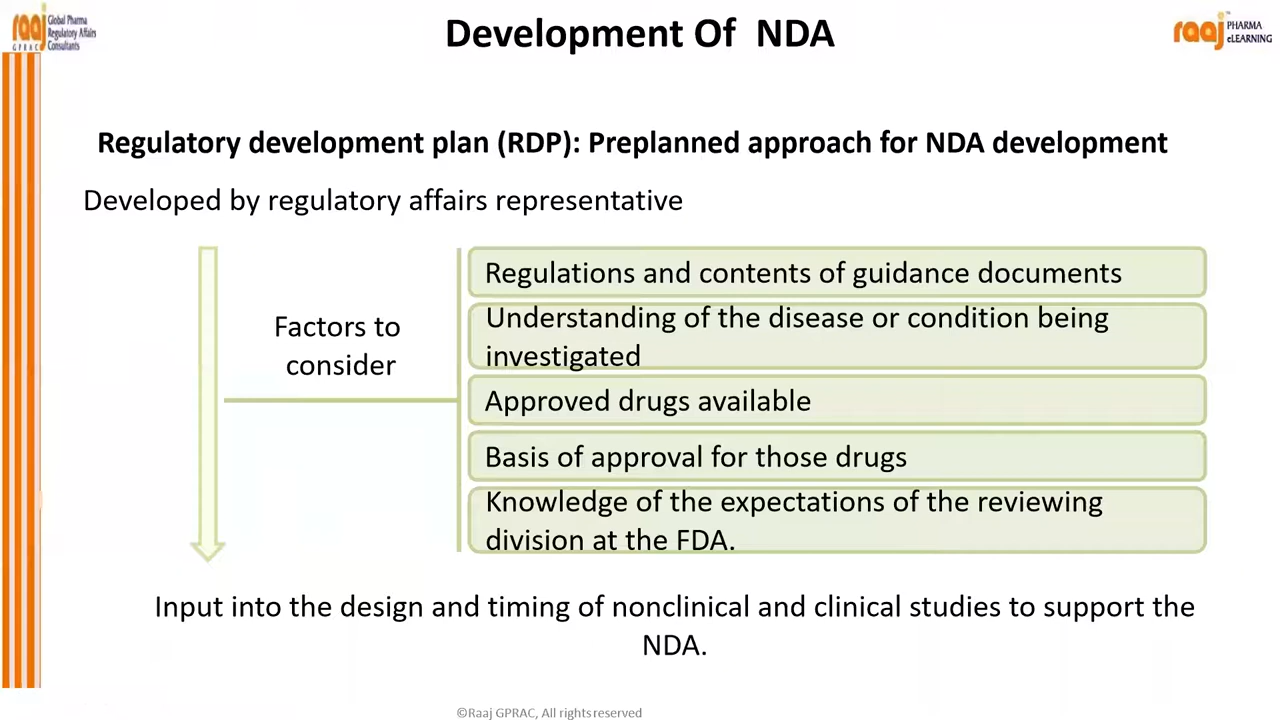 raaj
GPRAC
Global Pharma
Regulatory Affairs
Consultants
Development Of NDA
raaj
PHARMA
eLEARNING
Regulatory development plan (RDP): Preplanned approach for NDA development
Developed by regulatory affairs representative
Factors to
consider
Regulations and contents of guidance documents
Understanding of the disease or condition being
investigated
Approved drugs available
Basis of approval for those drugs
Knowledge of the expectations of the reviewing
division at the FDA.
Input into the design and timing of nonclinical and clinical studies to support the
NDA.
©Raaj GPRAC, All rights reserved